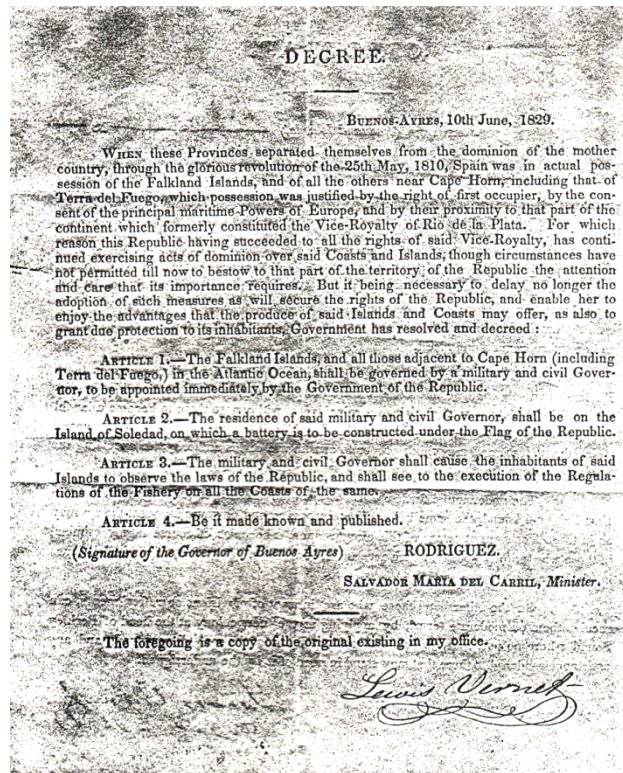 DECREE.
BUENOS-AYRES, 10th June, 1829.
WHEN these Provinces separated themselves from the dominion of the mother
country, through the glorious revolution of the 25th May, 1810, Spain was in actual pos-
session of the Falkland Islands, and of all the others near Cape Horn, including that of
Terra del Fuego, which possession was justified by the right of first occupier, by the con-
sent of the principal maritime Powers of Europe, and by their proximity to that part of the
continent which formerly constituted the Vice-Royalty of Rio de la Plata. For which
reason this Republic having succeeded to all the rights of said Vice-Royalty, has conti-
nued exercising acts of dominion over said Coasts and Islands, though circumstances have
not permitted till now to bestow to that part of the territory of the Republic the attention
and care that its importance requires. But it being necessary to delay no longer the
adoption of such measures as will secure the rights of the Republic, and enable her to
enjoy the advantages that the produce of said Islands and Coasts may offer, as also to
grant due protection to its inhabitants, Government has resolved and decreed :
ARTICLE 1.—The Falkland Islands, and all those adjacent to Cape Horn (including
Terra del Fuego,) in the Atlantic Ocean, shall be governed by a military and civil Gover-
nor, to be appointed immediately by the Government of the Republic.
ARTICLE 2.—The residence of said military and civil Governor, shall be on the
Island of Soledad, on which a battery is to be constructed under the Flag of the Republic.
ARTICLE 3.—The military and civil Governor shall cause the inhabitants of said
Islands to observe the laws of the Republic, and shall see to the execution of the Regula-
tions of the Fishery on all the Coasts of the same.
ARTICLE 4.—Be it made known and published.
(Signature of the Governor of Buenos Ayres) RODRIGUEZ.
SALVADOR MARIA DEL CARRIL, Minister.
The foregoing is a copy of the original existing in my office.
Lewis Vernet